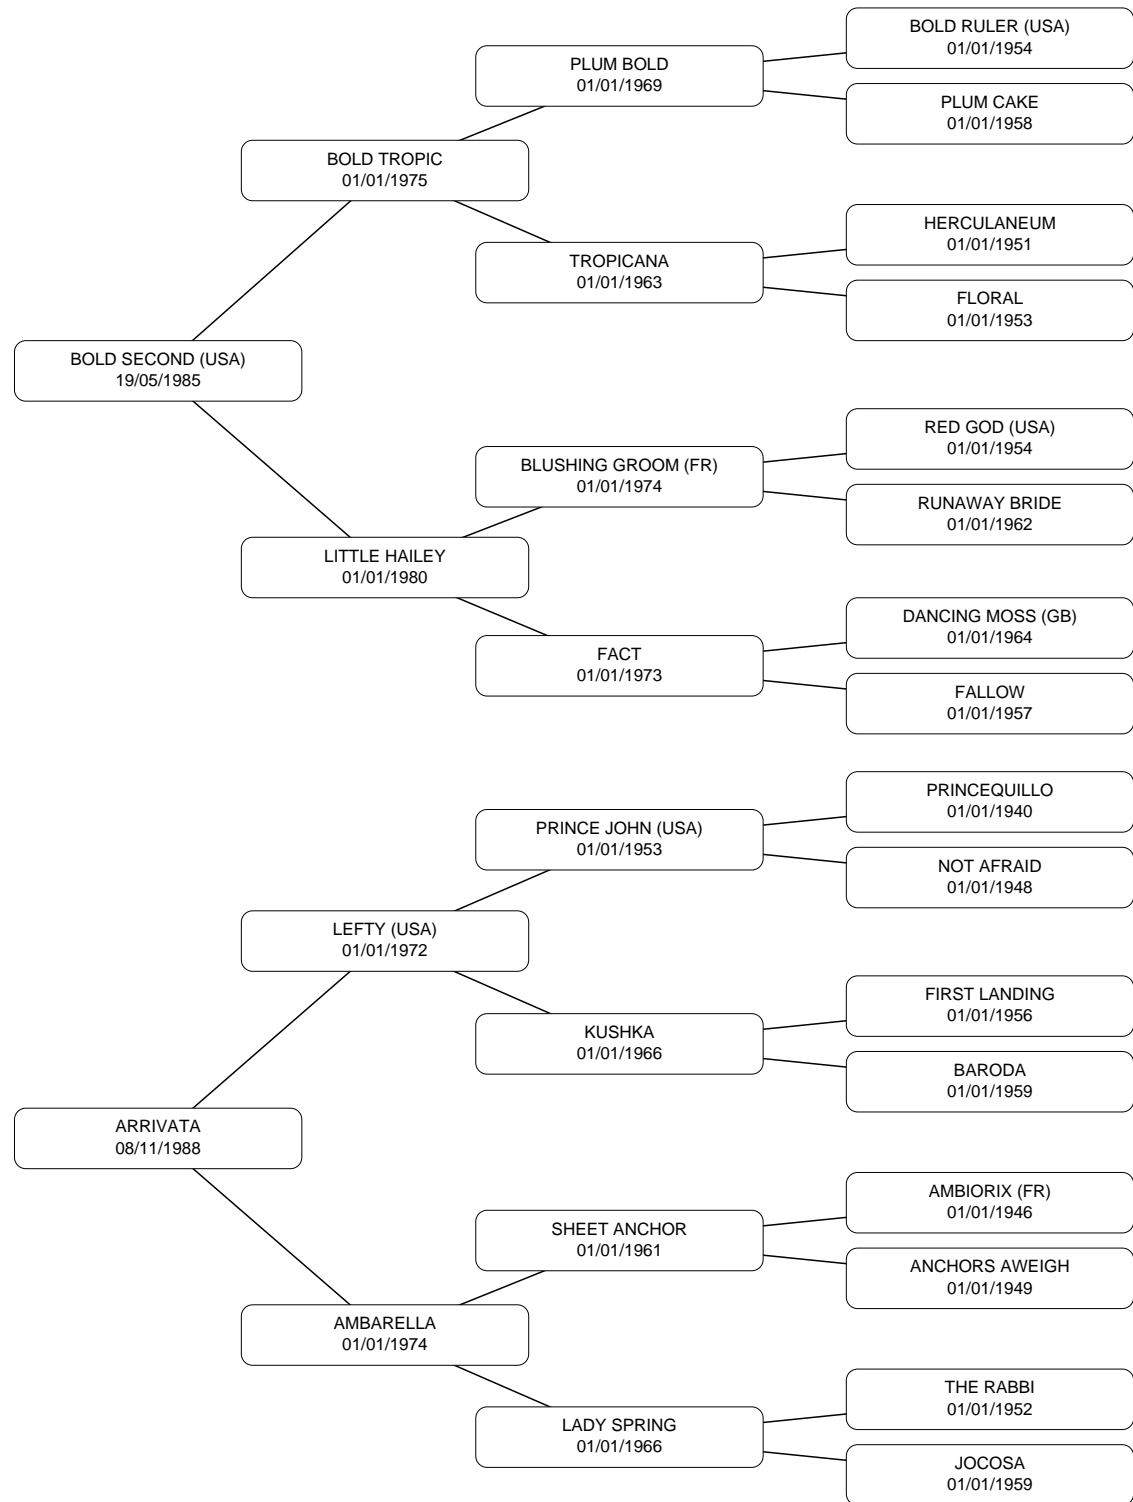 BOLD RULER (USA)
01/01/1954
PLUM BOLD
01/01/1969
PLUM CAKE
01/01/1958
BOLD TROPIC
01/01/1975
HERCULANEUM
01/01/1951
TROPICANA
01/01/1963
FLORAL
01/01/1953
BOLD SECOND (USA)
19/05/1985
RED GOD (USA)
01/01/1954
BLUSHING GROOM (FR)
01/01/1974
RUNAWAY BRIDE
01/01/1962
LITTLE HAILEY
01/01/1980
DANCING MOSS (GB)
01/01/1964
FACT
01/01/1973
FALLOW
01/01/1957
PRINCEQUILLO
01/01/1940
PRINCE JOHN (USA)
01/01/1953
NOT AFRAID
01/01/1948
LEFTY (USA)
01/01/1972
FIRST LANDING
01/01/1956
KUSHKA
01/01/1966
BARODA
01/01/1959
ARRIVATA
08/11/1988
AMBIORIX (FR)
01/01/1946
SHEET ANCHOR
01/01/1961
ANCHORS AWEIGH
01/01/1949
AMBARELLA
01/01/1974
THE RABBI
01/01/1952
LADY SPRING
01/01/1966
JOCOSA
01/01/1959